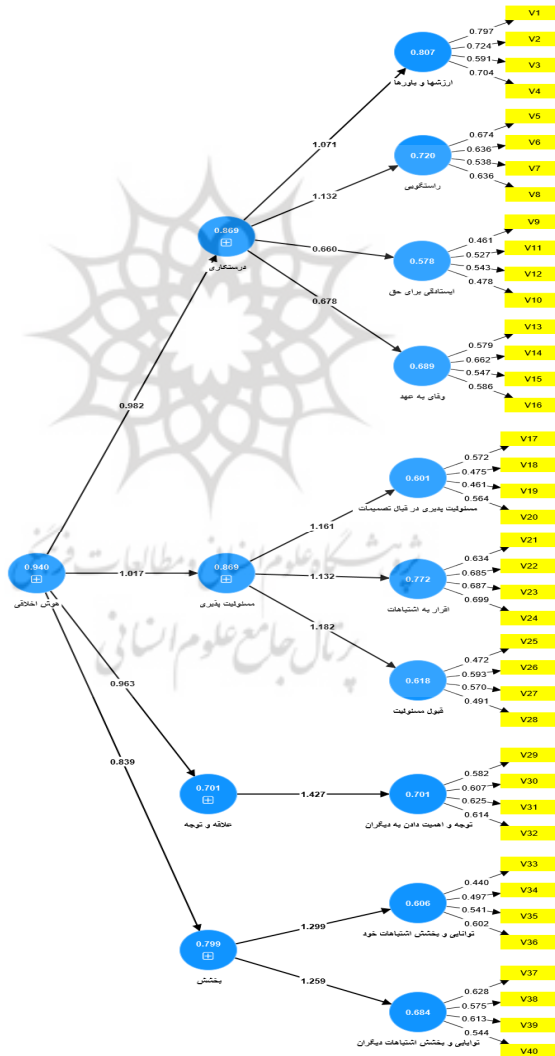 V1
0.797
V2
0.724
0.807
0.591
V3
0.704
V4
ارزشها و باورها
V5
0.674
1.071
V6
0.636
0.720
0.538
V7
0.636
V8
راستگویی
1.132
0.869
V9
0.461
V11
0.527
0.660
0.578
0.543
V12
0.478
V10
درستکاری
ایستادگی برای حق
0.678
V13
0.579
V14
0.662
0.689
0.547
V15
0.586
V16
وفای به عهد
0.982
V17
0.572
V18
0.475
0.601
0.461
V19
0.564
V20
مسئولیت پذیری در قبال تصمیمات
1.161
پژوهشگاه علوم انسانی و مطالعات فرهنگی
V21
0.634
V22
0.940
1.017
0.869
1.132
0.772
0.685
0.687
V23
0.699
V24
هوش اخلاقی
مسئولیت پذیری
اقرار به اشتباهات
پرتال جامع علوم انسانی
1.182
V25
0.472
V26
0.593
0.618
0.570
V27
0.491
V28
قبول مسئولیت
0.963
0.839
V29
0.582
V30
0.607
0.701
1.427
0.701
0.625
V31
0.614
V32
علاقه و توجه
توجه و اهمیت دادن به دیگران
V33
0.440
V34
0.497
0.606
0.541
V35
0.602
V36
توانایی و بخشش اشتباهات خود
1.299
0.799
بخشش
1.259
V37
0.628
V38
0.575
0.684
0.613
V39
0.544
V40
توایایی و بخشش اشتباهات دیگران